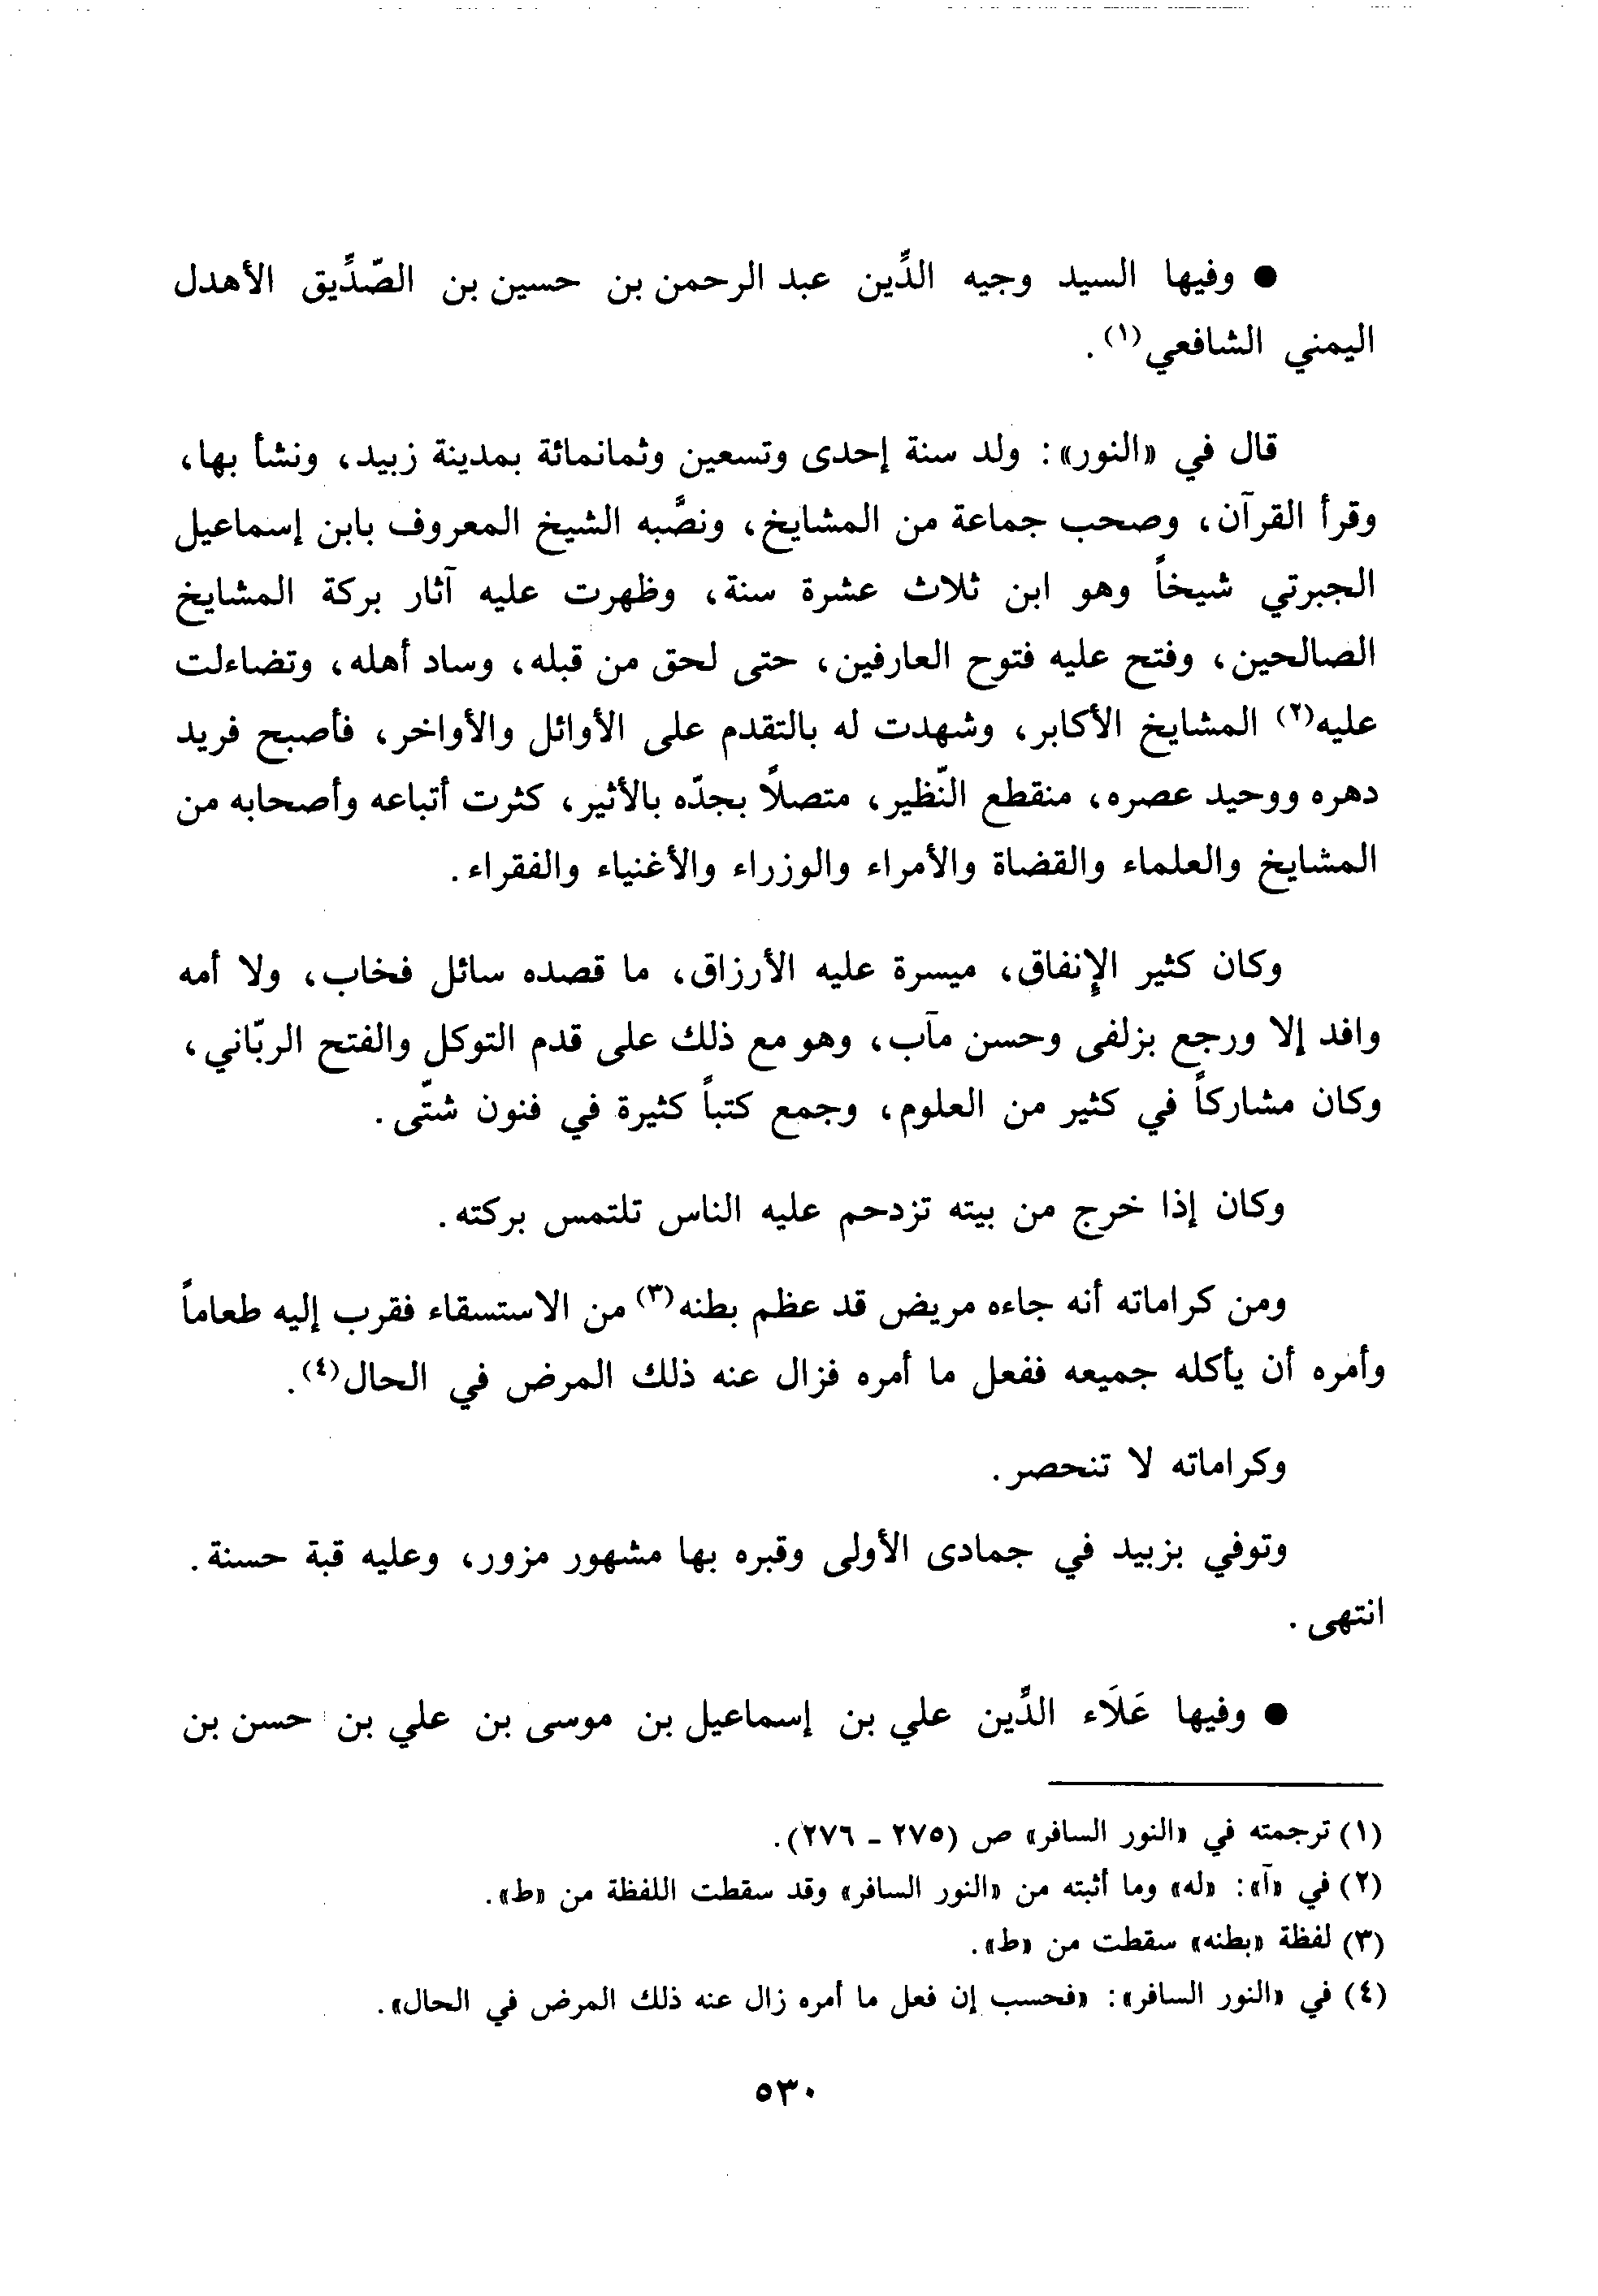 ● وفيها السيد وجيه الدِّين عبد الرحمن بن حسين بن الصّدِّيق الأهدل
اليمني الشافعي(١).
قال في «النور»: ولد سنة إحدى وتسعين وثمانمائة بمدينة زبيد، ونشأ بها،
وقرأ القرآن، وصحب جماعة من المشايخ، ونصَّبه الشيخ المعروف بابن إسماعيل
الجبرتي شيخاً وهو ابن ثلاث عشرة سنة، وظهرت عليه آثار بركة المشايخ
الصالحين، وفتح عليه فتوح العارفين، حتى لحق من قبله، وساد أهله، وتضاءلت
عليه(٢) المشايخ الأكابر، وشهدت له بالتقدم على الأوائل والأواخر، فأصبح فريد
دهره ووحيد عصره، منقطع النّظير، متصلاً بجدّه بالأثير، كثرت أتباعه وأصحابه من
المشايخ والعلماء والقضاة والأمراء والوزراء والأغنياء والفقراء.
وكان كثير الإنفاق، ميسرة عليه الأرزاق، ما قصده سائل فخاب، ولا أمه
وافد إلا ورجع بزلفى وحسن مآب، وهو مع ذلك على قدم التوكل والفتح الربّاني،
وكان مشاركاً في كثير من العلوم، وجمع كتباً كثيرة في فنون شتّى.
وكان إذا خرج من بيته تزدحم عليه الناس تلتمس بركته.
ومن كراماته أنه جاءه مريض قد عظم بطنه(٣) من الاستسقاء فقرب إليه طعاماً
وأمره أن يأكله جميعه ففعل ما أمره فزال عنه ذلك المرض في الحال(٤).
وكراماته لا تنحصر.
وتوفي بزبيد في جمادى الأولى وقبره بها مشهور مزور، وعليه قبة حسنة.
انتهى.
● وفيها عَلَاء الدِّين علي بن إسماعيل بن موسى بن علي بن حسن بن
(١) ترجمته في «النور السافر» ص (٢٧٥ - ٢٧٦).
(٢) في «آ»: «له» وما أثبته من «النور السافر» وقد سقطت اللفظة من «ط».
(٣) لفظة «بطنه» سقطت من «ط».
(٤) في «النور السافر»: «فحسب إن فعل ما أمره زال عنه ذلك المرض في الحال».
٥٣٠